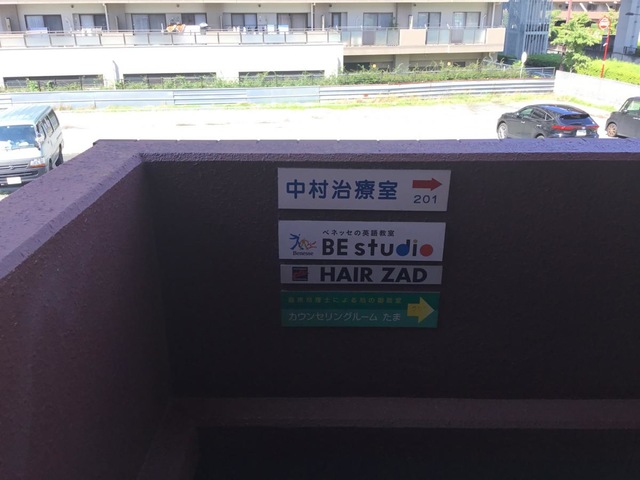 中村治療室
201
ベネッセの英語教室
Benesse
BE studio
HAIR ZAD
カウンセリングルーム たま